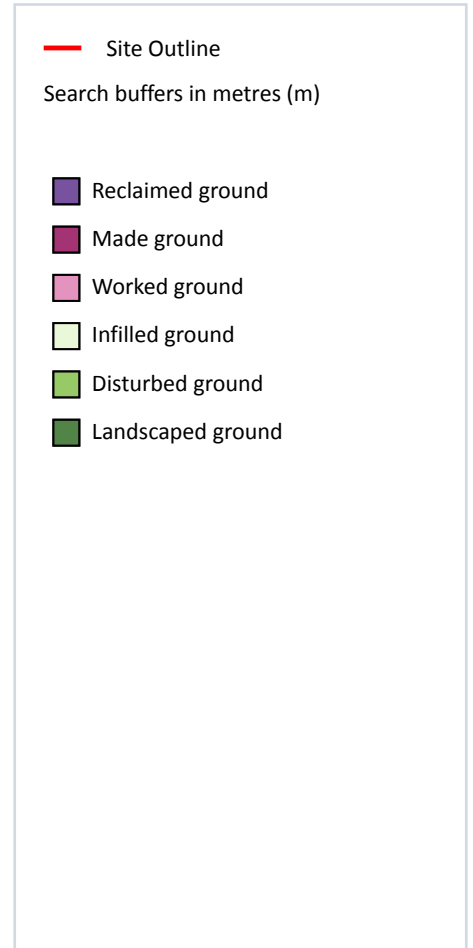 Site Outline
Search buffers in metres (m)
Reclaimed ground
Made ground
Worked ground
Infilled ground
Disturbed ground
Landscaped ground